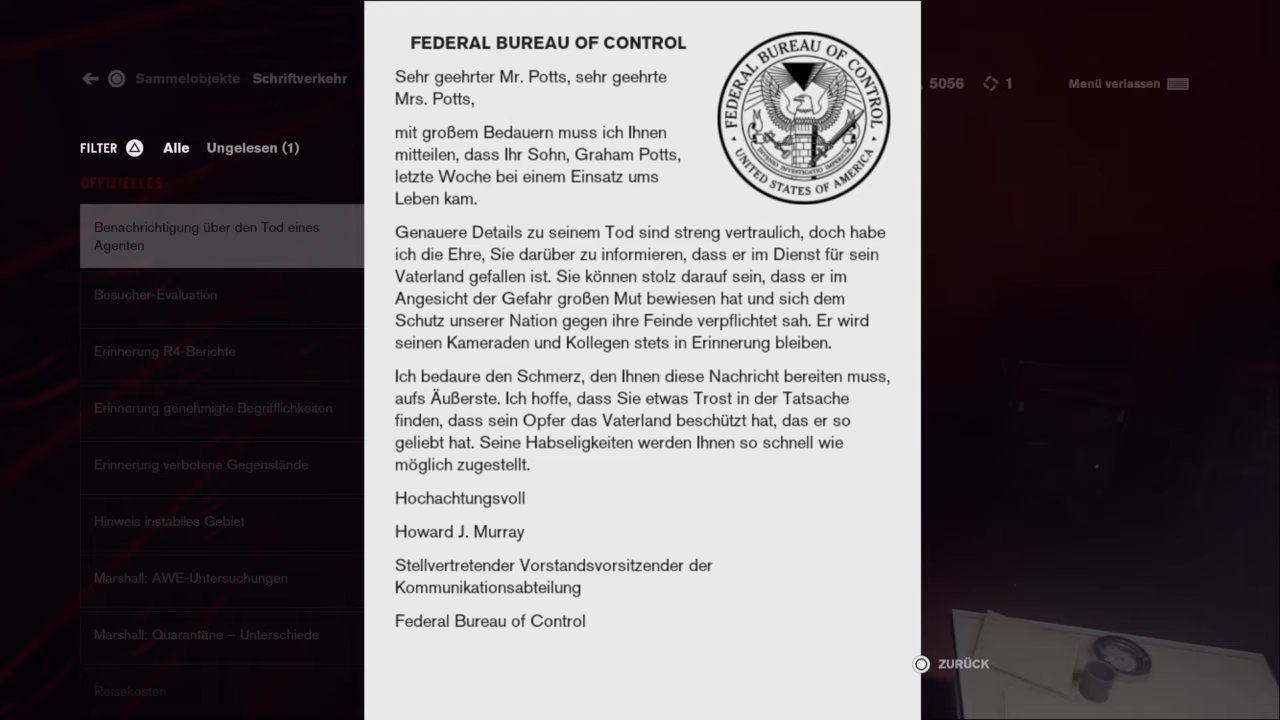 Sammelobjekte Schriftverkehr
5056
1
Menü verlassen
FILTER Alle Ungelesen (1)
OFFIZIELLES
Benachrichtigung über den Tod eines
Agenten
Besucher-Evaluation
Erinnerung R4-Berichte
Erinnerung genehmigte Begrifflichkeiten
Erinnerung verbotene Gegenstände
Hinweis instabiles Gebiet
Marshall: AWE-Untersuchungen
Marshall: Quarantäne – Unterschiede
Reisekosten
FEDERAL BUREAU OF CONTROL
Sehr geehrter Mr. Potts, sehr geehrte
Mrs. Potts,
mit großem Bedauern muss ich Ihnen
mitteilen, dass Ihr Sohn, Graham Potts,
letzte Woche bei einem Einsatz ums
Leben kam.
Genauere Details zu seinem Tod sind streng vertraulich, doch habe
ich die Ehre, Sie darüber zu informieren, dass er im Dienst für sein
Vaterland gefallen ist. Sie können stolz darauf sein, dass er im
Angesicht der Gefahr großen Mut bewiesen hat und sich dem
Schutz unserer Nation gegen ihre Feinde verpflichtet sah. Er wird
seinen Kameraden und Kollegen stets in Erinnerung bleiben.
Ich bedaure den Schmerz, den Ihnen diese Nachricht bereiten muss,
aufs Äußerste. Ich hoffe, dass Sie etwas Trost in der Tatsache
finden, dass sein Opfer das Vaterland beschützt hat, das er so
geliebt hat. Seine Habseligkeiten werden Ihnen so schnell wie
möglich zugestellt.
Hochachtungsvoll
Howard J. Murray
Stellvertretender Vorstandsvorsitzender der
Kommunikationsabteilung
Federal Bureau of Control
FEDERAL BUREAU OF CONTROL
UNITED STATES OF AMERICA
ZURÜCK